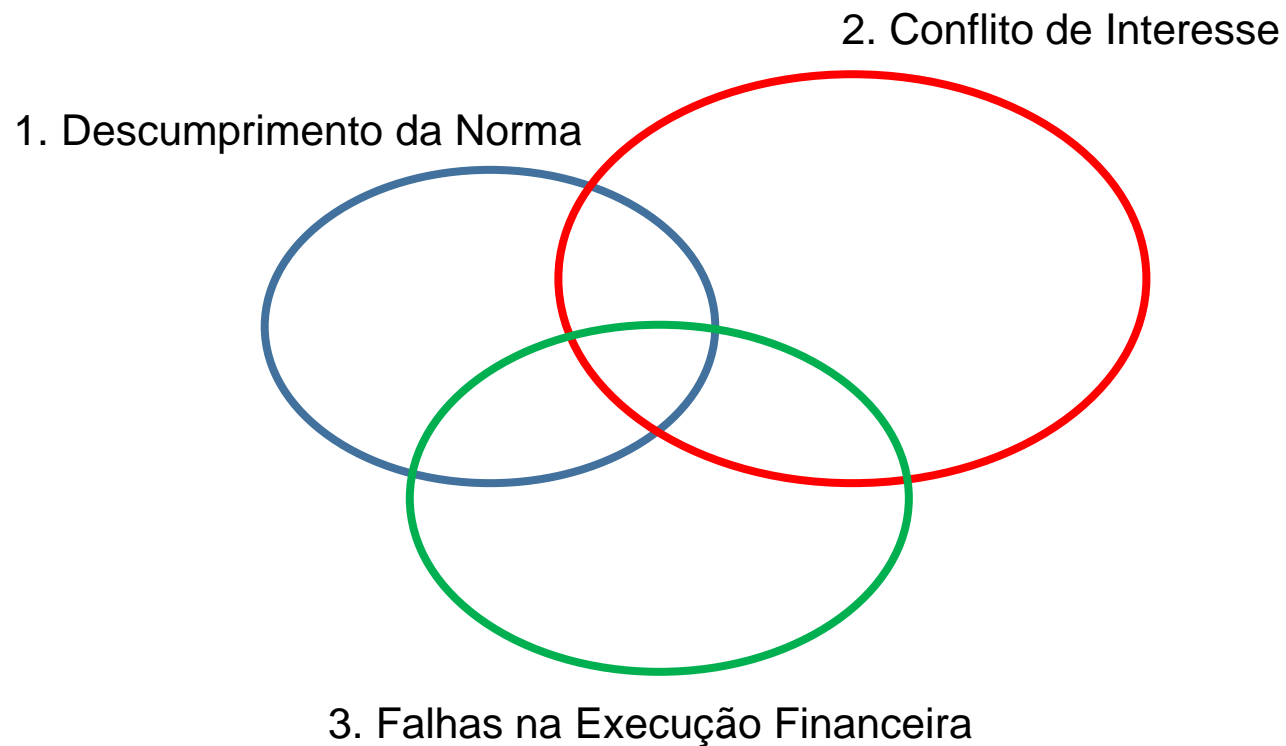 2. Conflito de Interesse
1. Descumprimento da Norma
3. Falhas na Execução Financeira